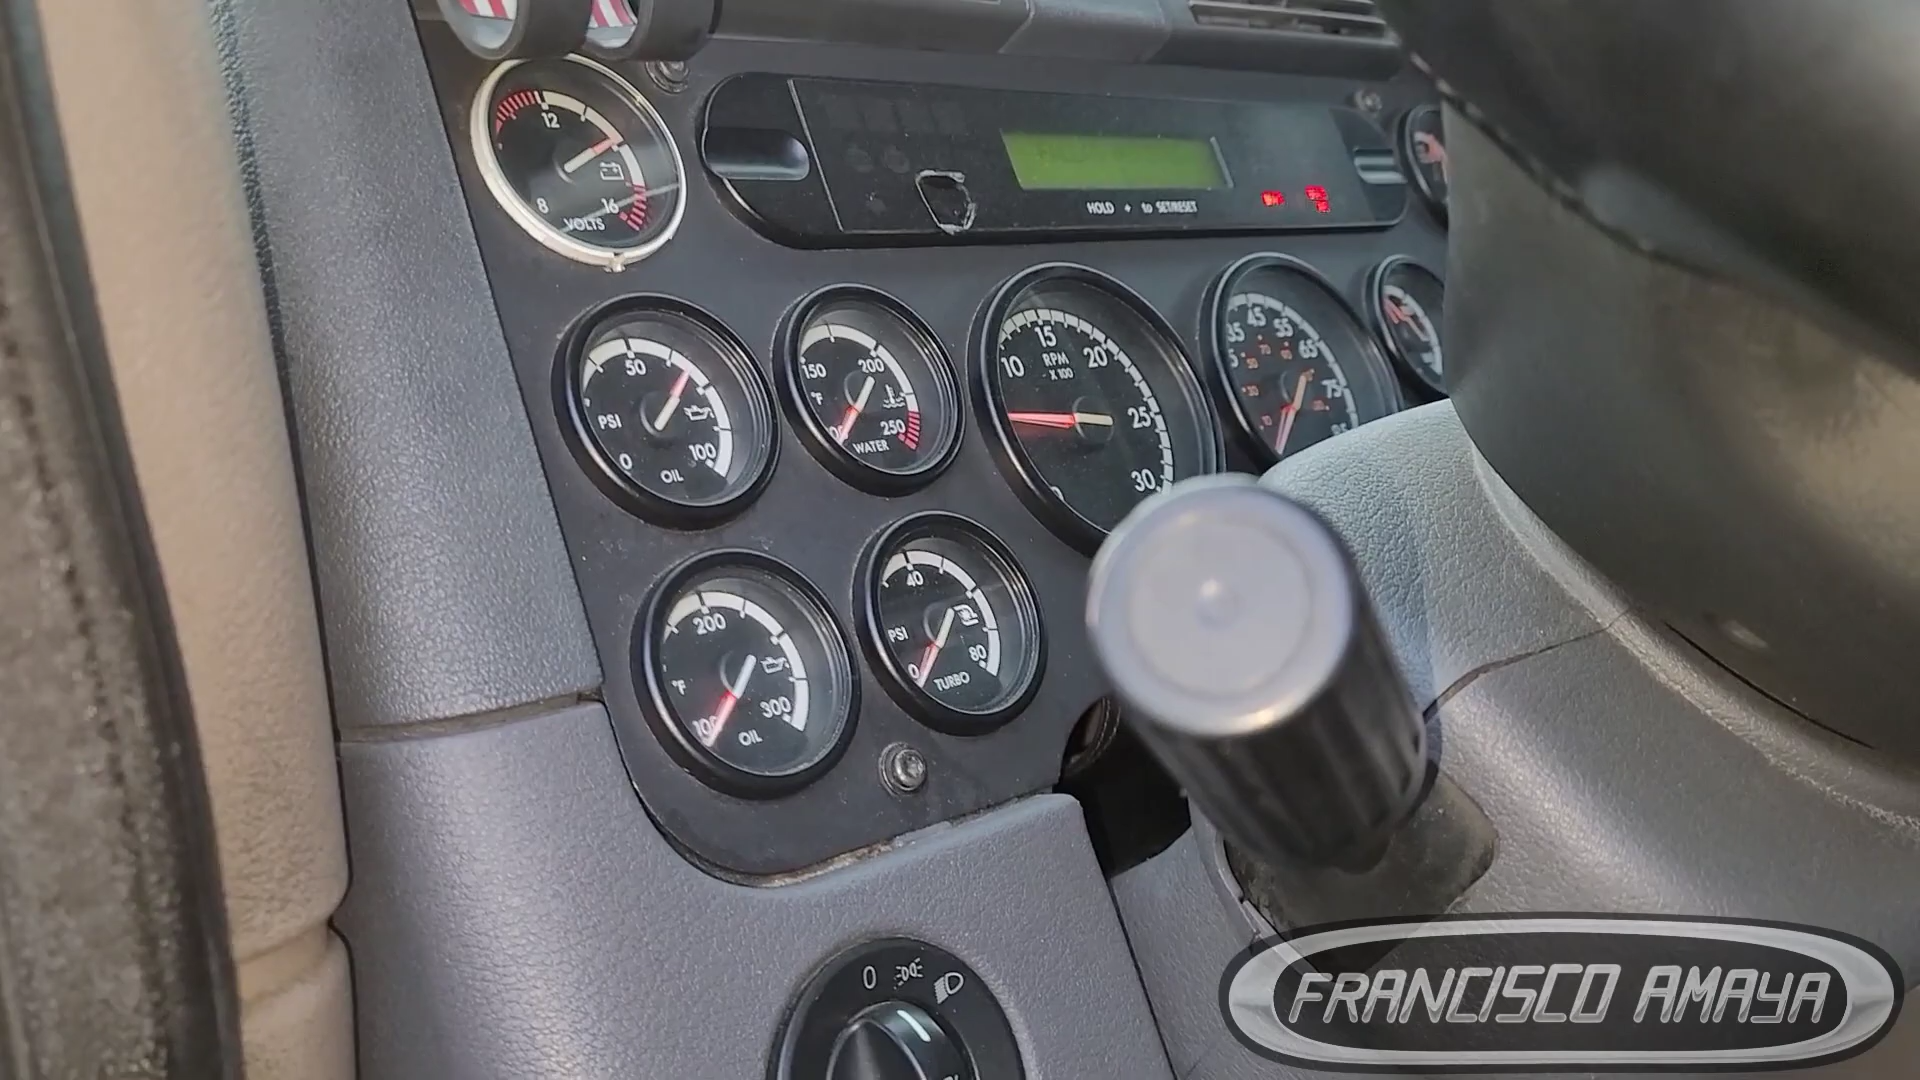 12
8
16
VOLTS
HOLD + to SET/RESET
50
PSI
100
0
OIL
150
200
°F
250
WATER
15
10
20
RPM
X 100
25
30
35
45
55
65
75
85
200
°F
100
300
OIL
40
PSI
80
0
TURBO
0
FRANCISCO AMAYA